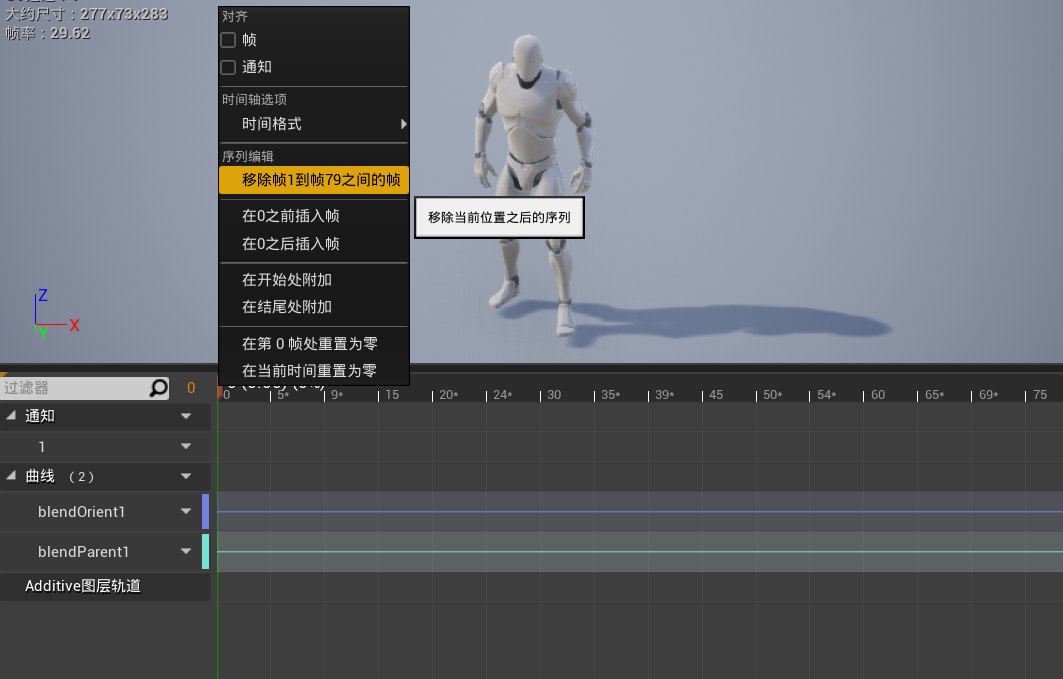 大约尺寸：277x73x283
帧率：29.62
对齐
帧
通知
时间轴选项
时间格式
序列编辑
移除帧1到帧79之间的帧
移除当前位置之后的序列
在0之前插入帧
在0之后插入帧
在开始处附加
在结尾处附加
在第 0 帧处重置为零
在当前时间重置为零
Z
X
Y
过滤器
0
0 5* 9* 15 20* 24* 30 35* 39* 45 50* 54* 60 65* 69* 75
通知
1
曲线 （2）
blendOrient1
blendParent1
Additive图层轨道